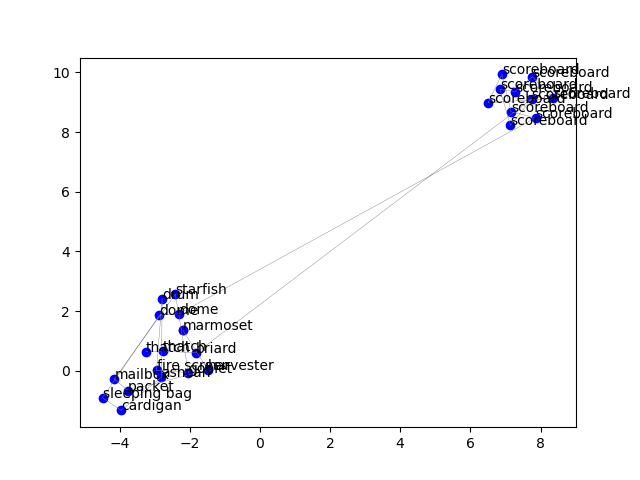 scoreboard
scoreboard
scoreboard
scoreboard
scoreboard
scoreboard
scoreboard
scoreboard
scoreboard
scoreboard
starfish
drum
dome
dome
marmoset
thatch
thatch
briard
fire screen
harvester
mailbox
packet
sleeping bag
cardigan
10
8
6
4
2
0
−4
−2
0
2
4
6
8